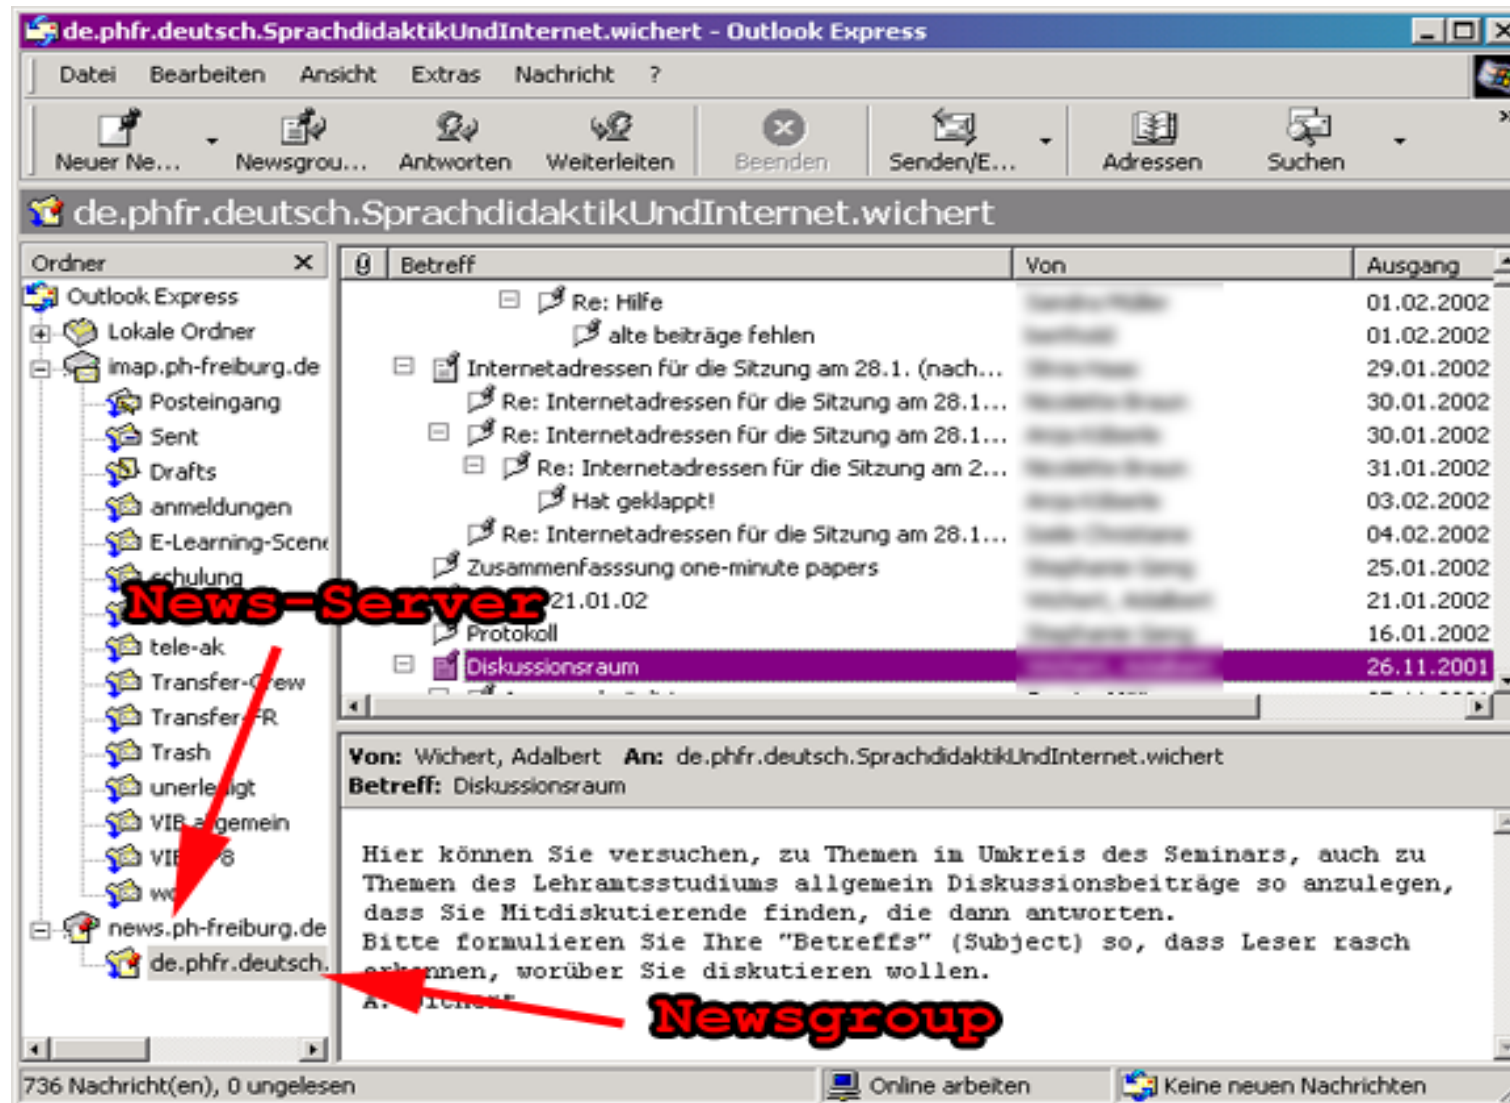 de.phfr.deutsch.SprachdidaktikUndInternet.wichert - Outlook Express
Datei Bearbeiten Ansicht Extras Nachricht ?
Neuer Ne... Newsgrou... Antworten Weiterleiten Beenden Senden/E... Adressen Suchen
de.phfr.deutsch.SprachdidaktikUndInternet.wichert
Ordner
Outlook Express
Lokale Ordner
imap.ph-freiburg.de
Posteingang
Sent
Drafts
anmeldungen
E-Learning-Scene
schulung
tele-ak
Transfer-Crew
Transfer-FR
Trash
unerledigt
VIB allgemein
VIB 8
news.ph-freiburg.de
de.phfr.deutsch.
News-Server
Betreff Von Ausgang
Re: Hilfe 01.02.2002
alte beiträge fehlen 01.02.2002
Internetadressen für die Sitzung am 28.1. (nach... 29.01.2002
Re: Internetadressen für die Sitzung am 28.1... 30.01.2002
Re: Internetadressen für die Sitzung am 28.1... 30.01.2002
Re: Internetadressen für die Sitzung am 2... 31.01.2002
Hat geklappt! 03.02.2002
Re: Internetadressen für die Sitzung am 28.1... 04.02.2002
Zusammenfasssung one-minute papers 25.02.2002
21.01.02 21.01.2002
Protokoll 16.01.2002
Diskussionsraum 26.11.2001
Von: Wichert, Adalbert An: de.phfr.deutsch.SprachdidaktikUndInternet.wichert
Betreff: Diskussionsraum
Hier können Sie versuchen, zu Themen im Umkreis des Seminars, auch zu
Themen des Lehramtsstudiums allgemein Diskussionsbeiträge so anzulegen,
dass Sie Mitdiskutierende finden, die dann antworten.
Bitte formulieren Sie Ihre "Betreffs" (Subject) so, dass Leser rasch
erkennen, worüber Sie diskutieren wollen.
A. Wichert
Newsgroup
736 Nachricht(en), 0 ungelesen Online arbeiten Keine neuen Nachrichten